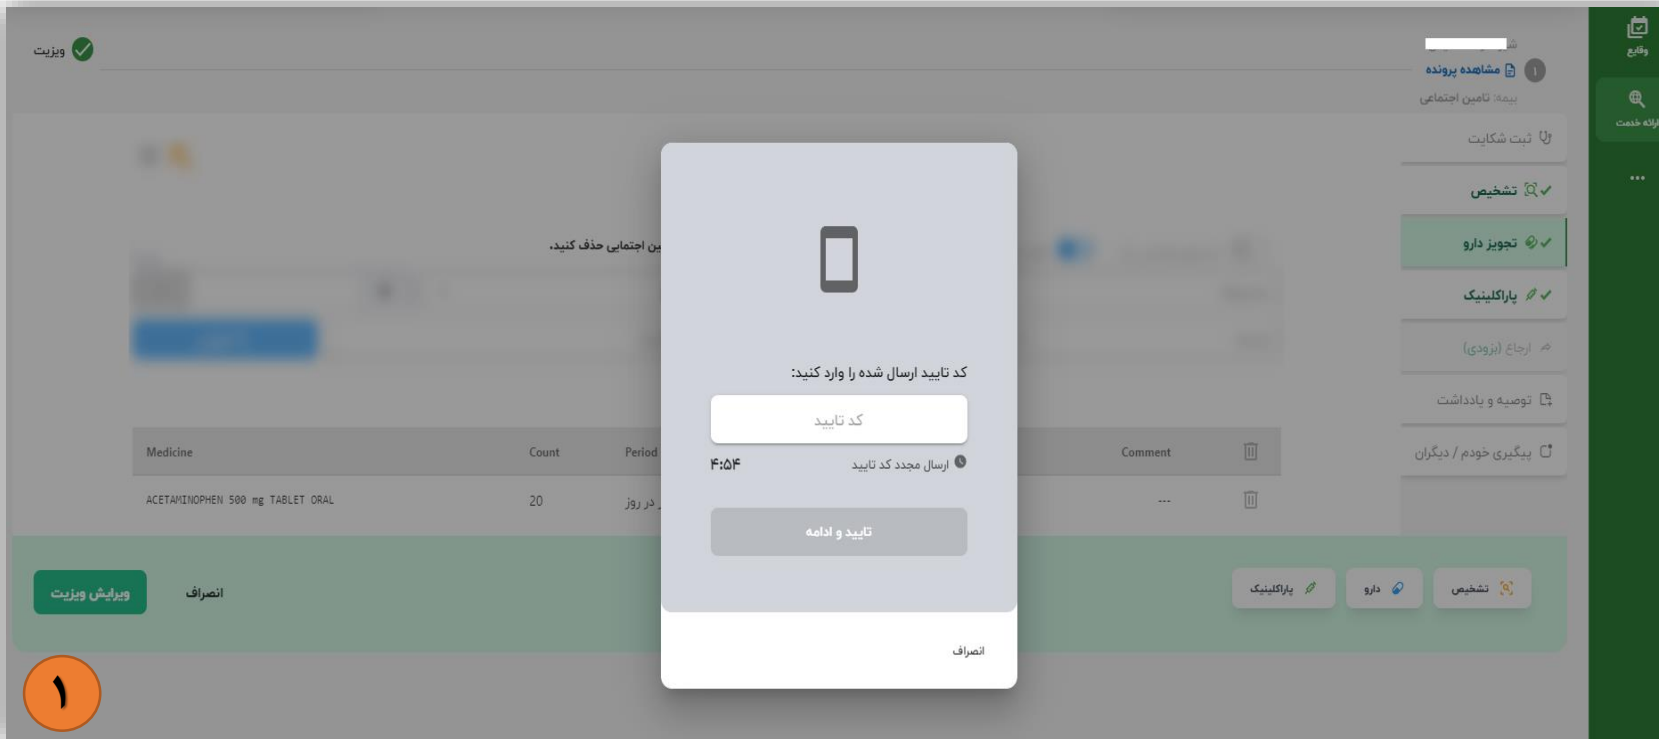 وقایع
ارائه خدمت
مشاهده پرونده
۱
بیمه: تامین اجتماعی
ویزیت
ثبت شکایت
تشخیص
تجویز دارو
پاراکلینیک
ارجاع (بزودی)
توصیه و یادداشت
پیگیری خودم / دیگران
ین اجتمایی حذف کنید.
کد تایید ارسال شده را وارد کنید:
کد تایید
ارسال مجدد کد تایید ۴:۵۴
تایید و ادامه
انصراف
Medicine Count Period Comment
ACETAMINOPHEN 500 mg TABLET ORAL 20 در روز ---
تشخیص
دارو
پاراکلینیک
انصراف
ویرایش ویزیت
۱